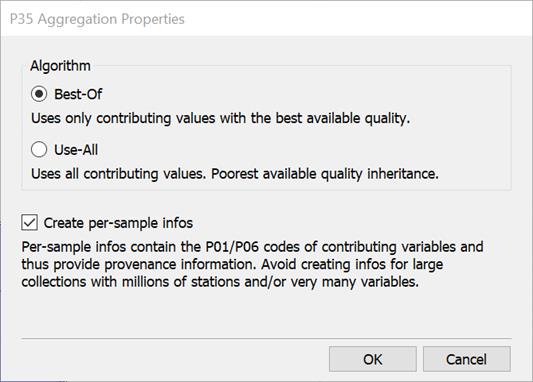 P35 Aggregation Properties
Algorithm
Best-Of
Uses only contributing values with the best available quality.
Use-All
Uses all contributing values. Poorest available quality inheritance.
Create per-sample infos
Per-sample infos contain the P01/P06 codes of contributing variables and
thus provide provenance information. Avoid creating infos for large
collections with millions of stations and/or very many variables.
OK
Cancel